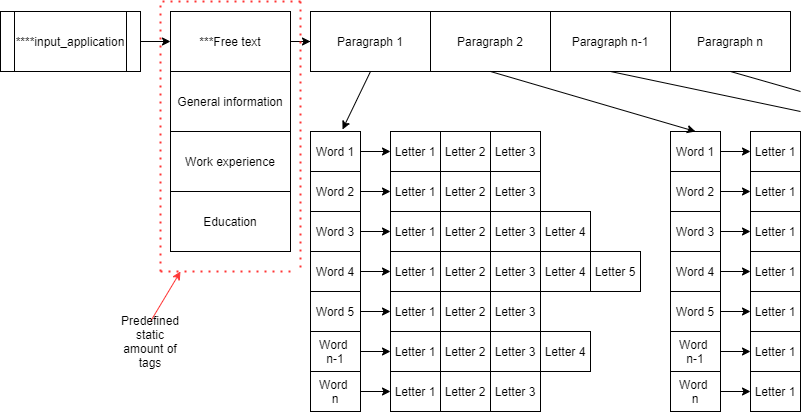 ****input_application
***Free text
Paragraph 1
Paragraph 2
Paragraph n-1
Paragraph n
General information
Work experience
Education
Predefined
static
amount of
tags
Word 1
Letter 1
Letter 2
Letter 3
Word 1
Letter 1
Word 2
Letter 1
Letter 2
Letter 3
Word 2
Letter 1
Word 3
Letter 1
Letter 2
Letter 3
Letter 4
Word 3
Letter 1
Word 4
Letter 1
Letter 2
Letter 3
Letter 4
Letter 5
Word 4
Letter 1
Word 5
Letter 1
Letter 2
Letter 3
Word 5
Letter 1
Word
n-1
Letter 1
Letter 2
Letter 3
Letter 4
Word
n-1
Letter 1
Word
n
Letter 1
Letter 2
Letter 3
Word
n
Letter 1